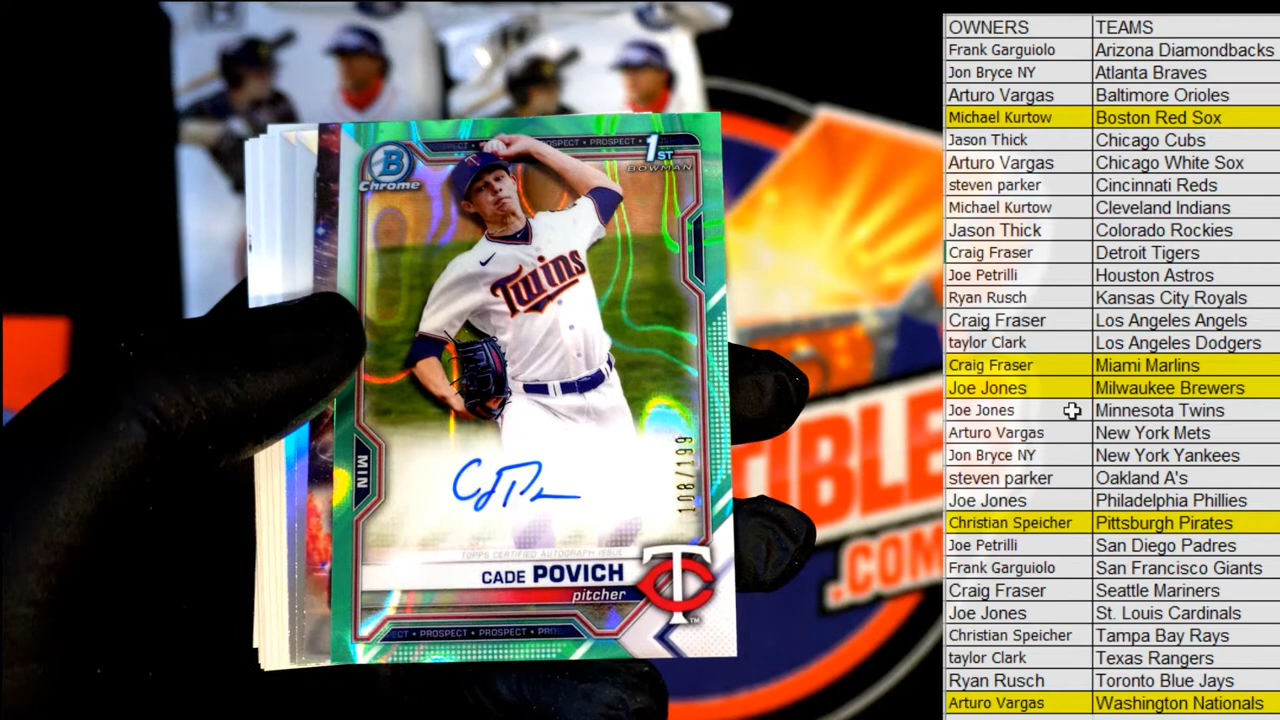 B
Chrome
PROSPECT
1ST
BOWMAN
Twins
MIN
108/199
TOPPS CERTIFIED AUTOGRAPH ISSUE
CADE POVICH
pitcher
PROSPECT • PROSPECT
TC
TM
IBLE
.COM
OWNERS TEAMS
Frank Garguiolo Arizona Diamondbacks
Jon Bryce NY Atlanta Braves
Arturo Vargas Baltimore Orioles
Michael Kurtow Boston Red Sox
Jason Thick Chicago Cubs
Arturo Vargas Chicago White Sox
steven parker Cincinnati Reds
Michael Kurtow Cleveland Indians
Jason Thick Colorado Rockies
Craig Fraser Detroit Tigers
Joe Petrilli Houston Astros
Ryan Rusch Kansas City Royals
Craig Fraser Los Angeles Angels
taylor Clark Los Angeles Dodgers
Craig Fraser Miami Marlins
Joe Jones Milwaukee Brewers
Joe Jones Minnesota Twins
Arturo Vargas New York Mets
Jon Bryce NY New York Yankees
steven parker Oakland A's
Joe Jones Philadelphia Phillies
Christian Speicher Pittsburgh Pirates
Joe Petrilli San Diego Padres
Frank Garguiolo San Francisco Giants
Craig Fraser Seattle Mariners
Joe Jones St. Louis Cardinals
Christian Speicher Tampa Bay Rays
taylor Clark Texas Rangers
Ryan Rusch Toronto Blue Jays
Arturo Vargas Washington Nationals